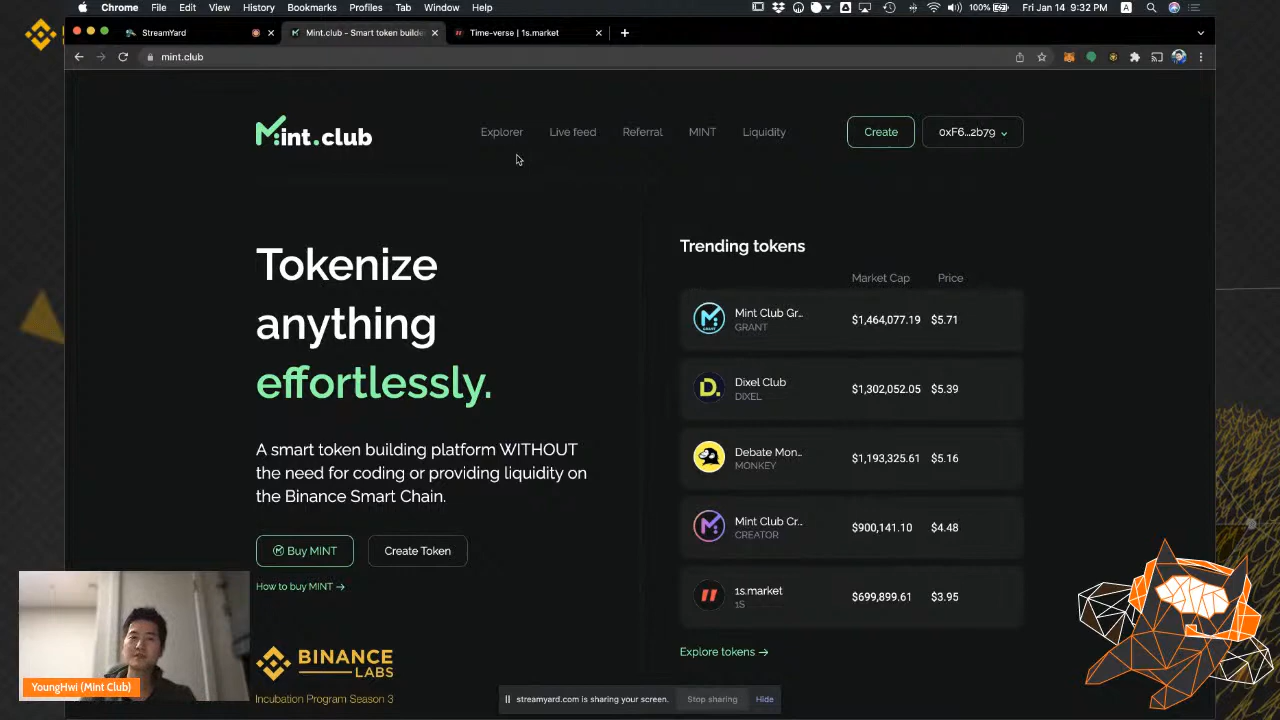 Chrome File Edit View History Bookmarks Profiles Tab Window Help
100% Fri Jan 14 9:32 PM
StreamYard
Mint.club - Smart token builde
Time-verse | 1s.market
mint.club
Mint.club
Explorer Live feed Referral MINT Liquidity
Create
0xF6...2b79
Tokenize
anything
effortlessly.
A smart token building platform WITHOUT
the need for coding or providing liquidity on
the Binance Smart Chain.
Buy MINT
Create Token
How to buy MINT →
BINANCE
LABS
Incubation Program Season 3
Trending tokens
Market Cap Price
Mint Club Gr... $1,464,077.19 $5.71
GRANT
Dixel Club $1,302,052.05 $5.39
DIXEL
Debate Mon... $1,193,325.61 $5.16
MONKEY
Mint Club Cr... $900,141.10 $4.48
CREATOR
1s.market $699,899.61 $3.95
1S
Explore tokens →
YoungHwi (Mint Club)
streamyard.com is sharing your screen. Stop sharing Hide